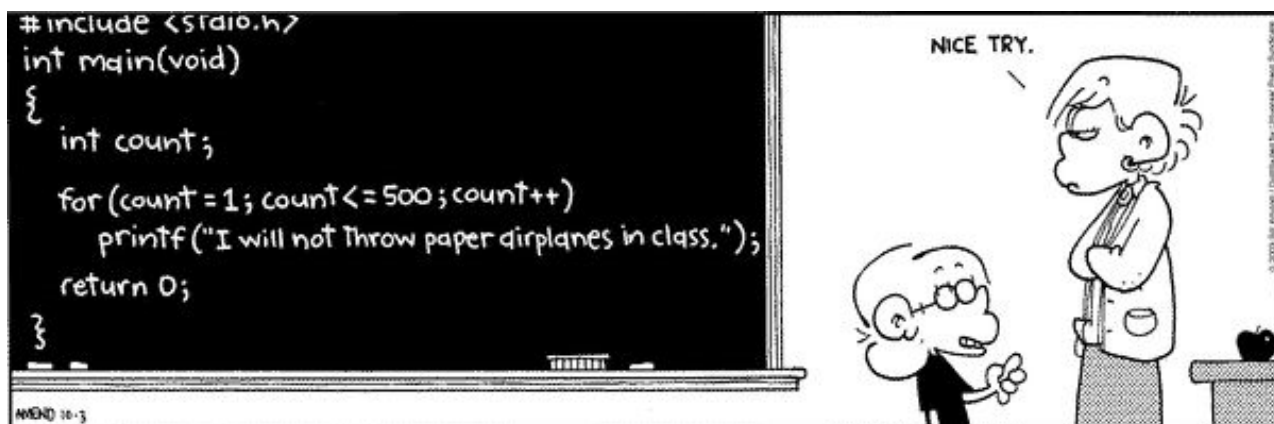 #include <stdio.h>
int main(void)
{
int count;
for (count = 1; count <= 500; count++)
printf("I will not throw paper airplanes in class.");
return 0;
}
AMEND 10-3
NICE TRY.